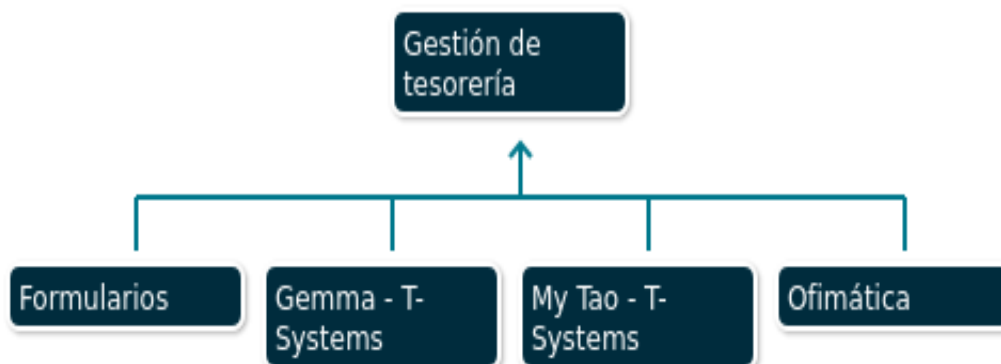 Gestión de
tesorería
Formularios
Gemma - T-
Systems
My Tao - T-
Systems
Ofimática